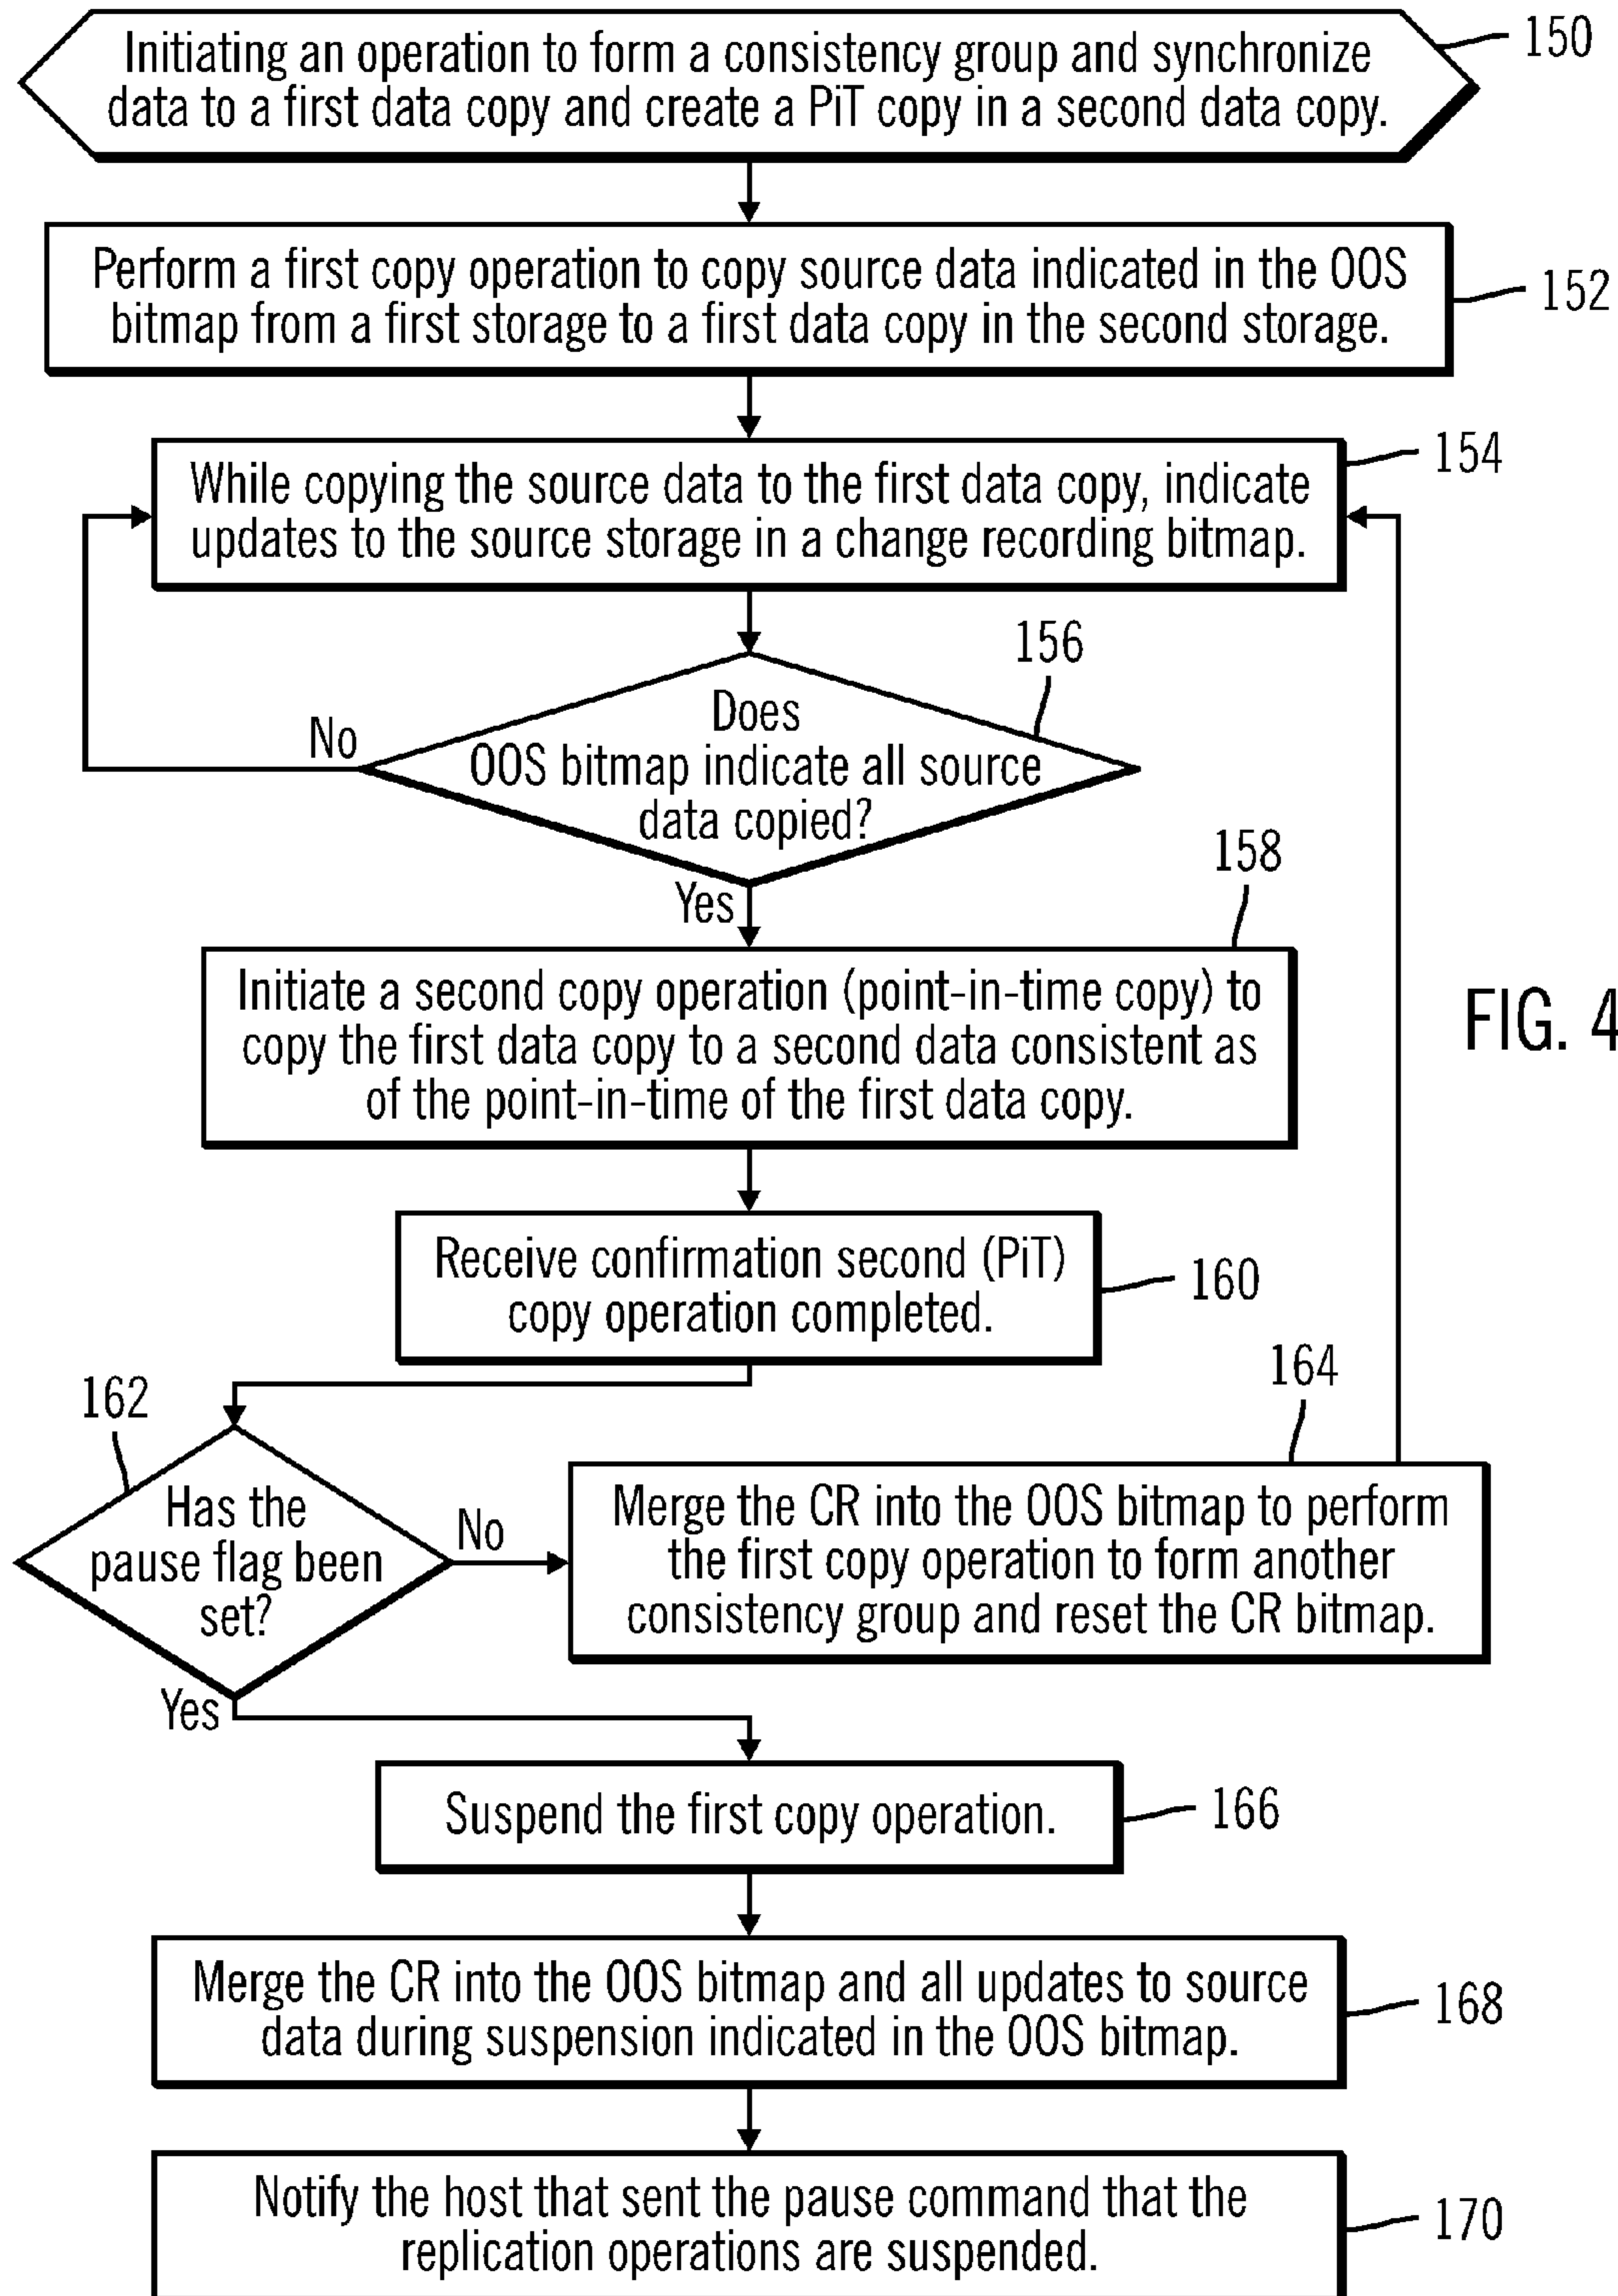 Initiating an operation to form a consistency group and synchronize
data to a first data copy and create a PiT copy in a second data copy.
150
Perform a first copy operation to copy source data indicated in the OOS
bitmap from a first storage to a first data copy in the second storage.
152
While copying the source data to the first data copy, indicate
updates to the source storage in a change recording bitmap.
154
156
Does
OOS bitmap indicate all source
data copied?
No
Yes
158
Initiate a second copy operation (point-in-time copy) to
copy the first data copy to a second data consistent as
of the point-in-time of the first data copy.
FIG. 4
Receive confirmation second (PiT)
copy operation completed.
160
162
Has the
pause flag been
set?
No
Yes
164
Merge the CR into the OOS bitmap to perform
the first copy operation to form another
consistency group and reset the CR bitmap.
Suspend the first copy operation.
166
Merge the CR into the OOS bitmap and all updates to source
data during suspension indicated in the OOS bitmap.
168
Notify the host that sent the pause command that the
replication operations are suspended.
170